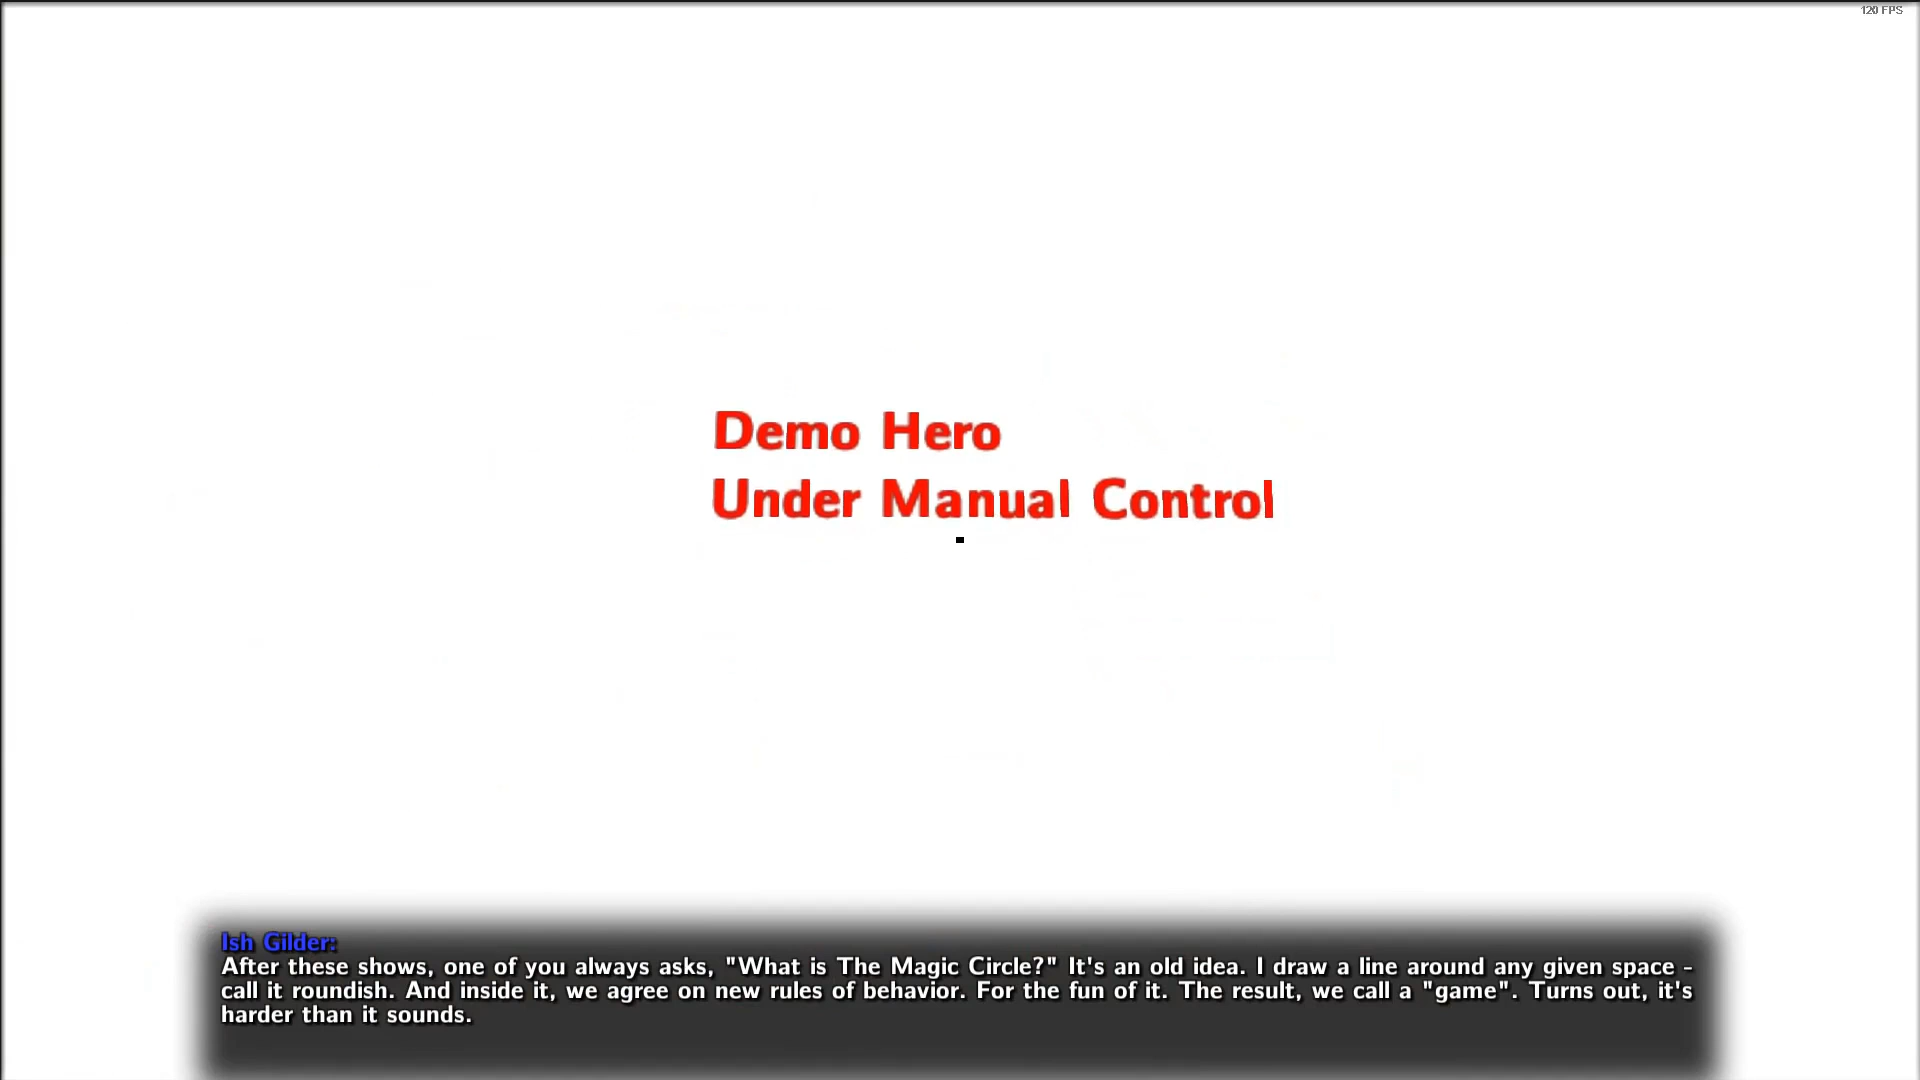 120 FPS
Demo Hero
Under Manual Control
Ish Gilder:
After these shows, one of you always asks, "What is The Magic Circle?" It's an old idea. I draw a line around any given space -
call it roundish. And inside it, we agree on new rules of behavior. For the fun of it. The result, we call a "game". Turns out, it's
harder than it sounds.